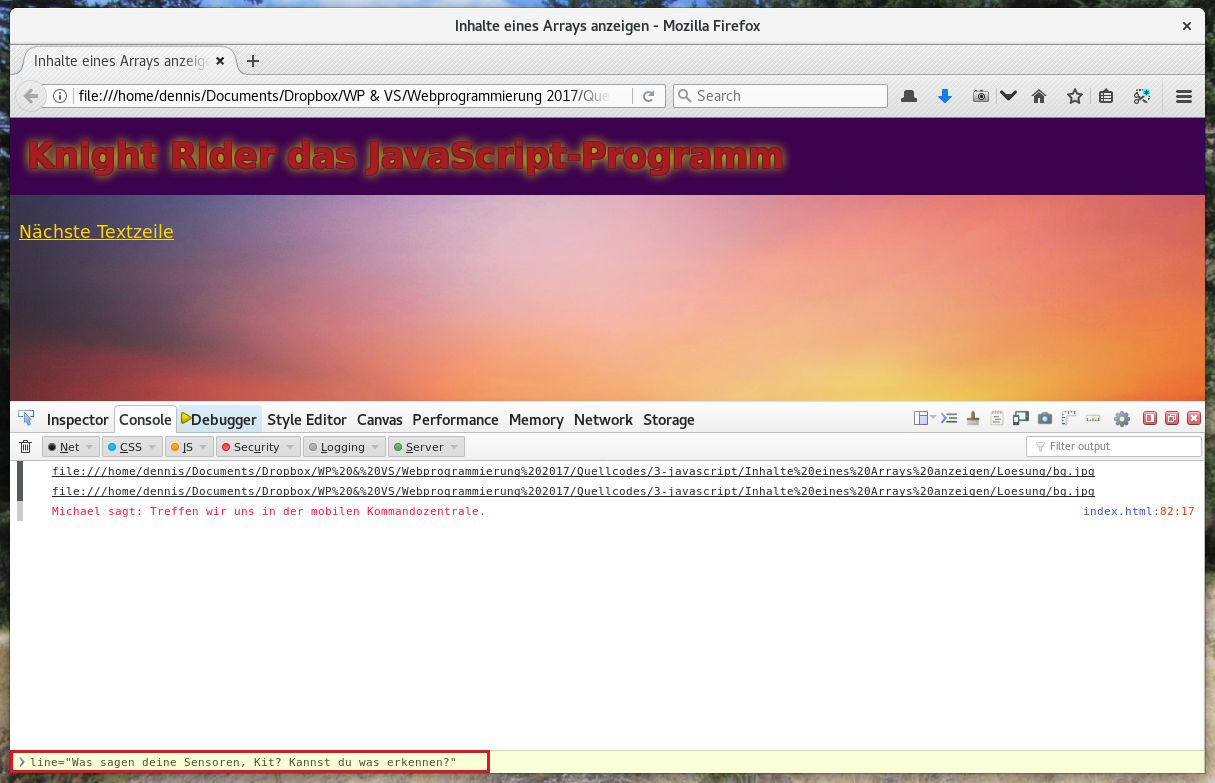 Inhalte eines Arrays anzeigen - Mozilla Firefox
Inhalte eines Arrays anzeige
file:///home/dennis/Documents/Dropbox/WP & VS/Webprogrammierung 2017/Que
Search
Knight Rider das JavaScript-Programm
Nächste Textzeile
Inspector Console Debugger Style Editor Canvas Performance Memory Network Storage
Net CSS JS Security Logging Server Filter output
file:///home/dennis/Documents/Dropbox/WP%20&%20VS/Webprogrammierung%202017/Quellcodes/3-javascript/Inhalte%20eines%20Arrays%20anzeigen/Loesung/bg.jpg
file:///home/dennis/Documents/Dropbox/WP%20&%20VS/Webprogrammierung%202017/Quellcodes/3-javascript/Inhalte%20eines%20Arrays%20anzeigen/Loesung/bg.jpg
Michael sagt: Treffen wir uns in der mobilen Kommandozentrale. index.html:82:17
line="Was sagen deine Sensoren, Kit? Kannst du was erkennen?"